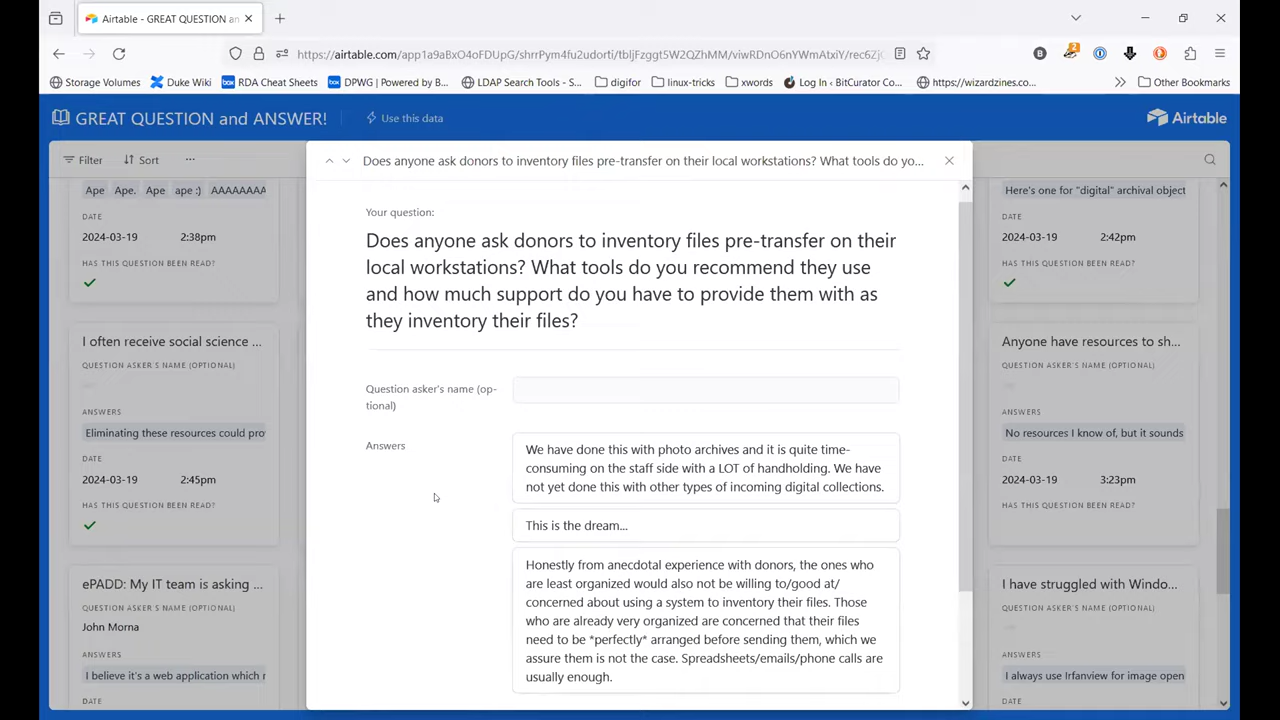 Airtable - GREAT QUESTION an
https://airtable.com/app1a9aBxO4oFDUpG/shrrPym4fu2udorti/tbljFzggt5W2QZhMM/viwRDnO6nYWmAtxiY/rec6Zj
2
Storage Volumes
Duke Wiki
RDA Cheat Sheets
DPWG | Powered by B...
LDAP Search Tools - S...
digifor
linux-tricks
xwords
Log In ‹ BitCurator Co...
https://wizardzines.co...
Other Bookmarks
GREAT QUESTION and ANSWER!
Use this data
Airtable
Filter
Sort
...
Does anyone ask donors to inventory files pre-transfer on their local workstations? What tools do yo...
Ape Ape. Ape ape :) AAAAAAA
DATE
2024-03-19 2:38pm
HAS THIS QUESTION BEEN READ?
I often receive social science ...
QUESTION ASKER'S NAME (OPTIONAL)
ANSWERS
Eliminating these resources could pro
DATE
2024-03-19 2:45pm
HAS THIS QUESTION BEEN READ?
ePADD: My IT team is asking ...
QUESTION ASKER'S NAME (OPTIONAL)
John Morna
ANSWERS
I believe it's a web application which r
DATE
Your question:
Does anyone ask donors to inventory files pre-transfer on their
local workstations? What tools do you recommend they use
and how much support do you have to provide them with as
they inventory their files?
Question asker's name (op-
tional)
Answers
We have done this with photo archives and it is quite time-
consuming on the staff side with a LOT of handholding. We have
not yet done this with other types of incoming digital collections.
This is the dream...
Honestly from anecdotal experience with donors, the ones who
are least organized would also not be willing to/good at/
concerned about using a system to inventory their files. Those
who are already very organized are concerned that their files
need to be *perfectly* arranged before sending them, which we
assure them is not the case. Spreadsheets/emails/phone calls are
usually enough.
Here's one for "digital" archival object
DATE
2024-03-19 2:42pm
HAS THIS QUESTION BEEN READ?
Anyone have resources to sh...
QUESTION ASKER'S NAME (OPTIONAL)
ANSWERS
No resources I know of, but it sounds
DATE
2024-03-19 3:23pm
HAS THIS QUESTION BEEN READ?
I have struggled with Windo...
QUESTION ASKER'S NAME (OPTIONAL)
ANSWERS
I always use Irfanview for image open
DATE